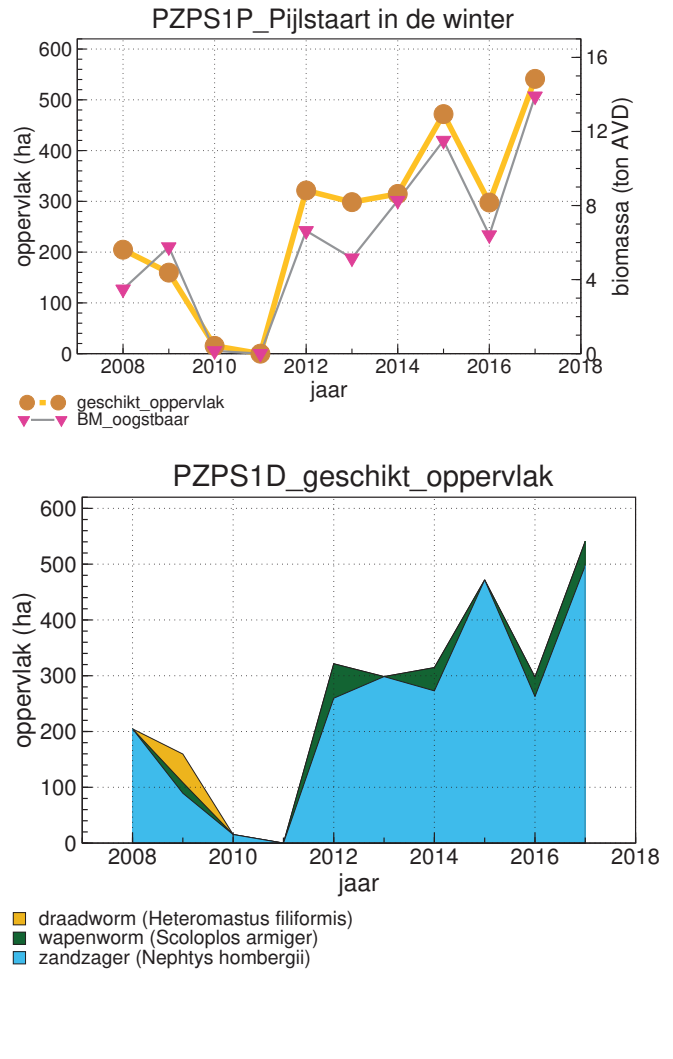 PZPS1P_Pijlstaart in de winter
oppervlak (ha)
600
500
400
300
200
100
0
16
12
8
4
0
biomassa (ton AVD)
2008 2010 2012 2014 2016 2018
jaar
geschikt_oppervlak
BM_oogstbaar
PZPS1D_geschikt_oppervlak
oppervlak (ha)
600
500
400
300
200
100
0
2008 2010 2012 2014 2016 2018
jaar
draadworm (Heteromastus filiformis)
wapenworm (Scoloplos armiger)
zandzager (Nephtys hombergii)